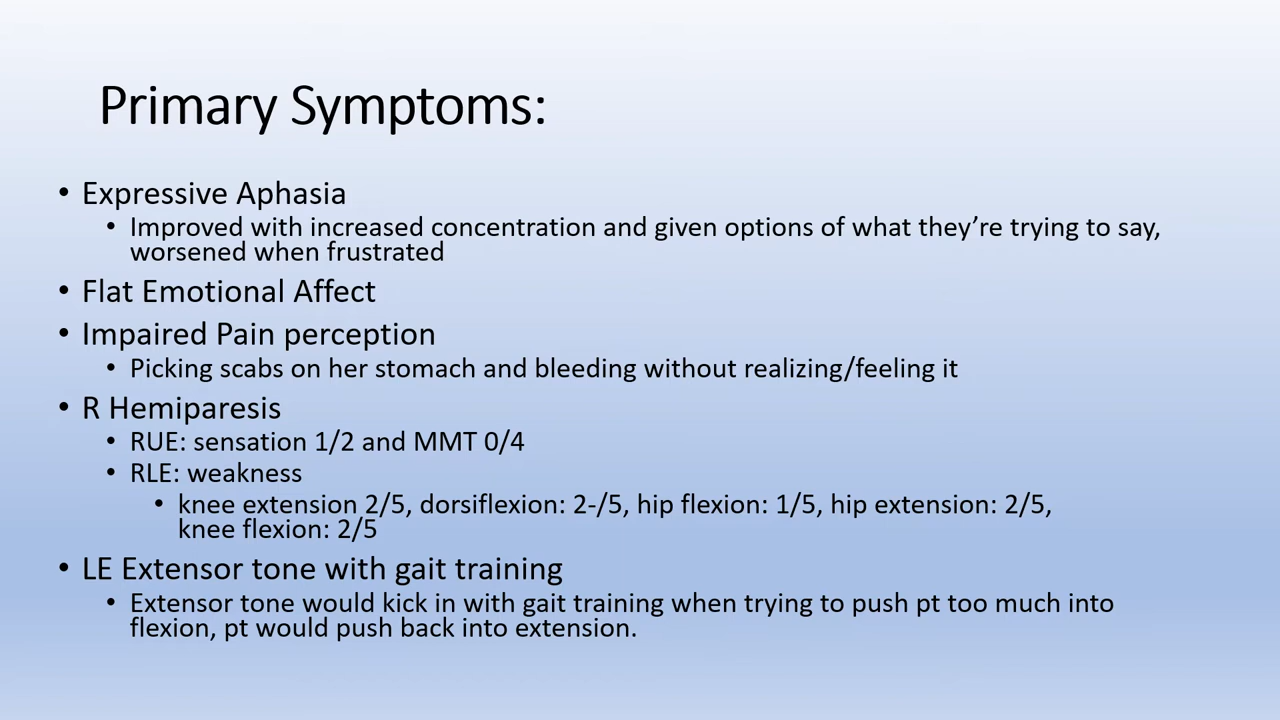 Primary Symptoms:
• Expressive Aphasia
• Improved with increased concentration and given options of what they’re trying to say,
worsened when frustrated
• Flat Emotional Affect
• Impaired Pain perception
• Picking scabs on her stomach and bleeding without realizing/feeling it
• R Hemiparesis
• RUE: sensation 1/2 and MMT 0/4
• RLE: weakness
• knee extension 2/5, dorsiflexion: 2-/5, hip flexion: 1/5, hip extension: 2/5,
knee flexion: 2/5
• LE Extensor tone with gait training
• Extensor tone would kick in with gait training when trying to push pt too much into
flexion, pt would push back into extension.